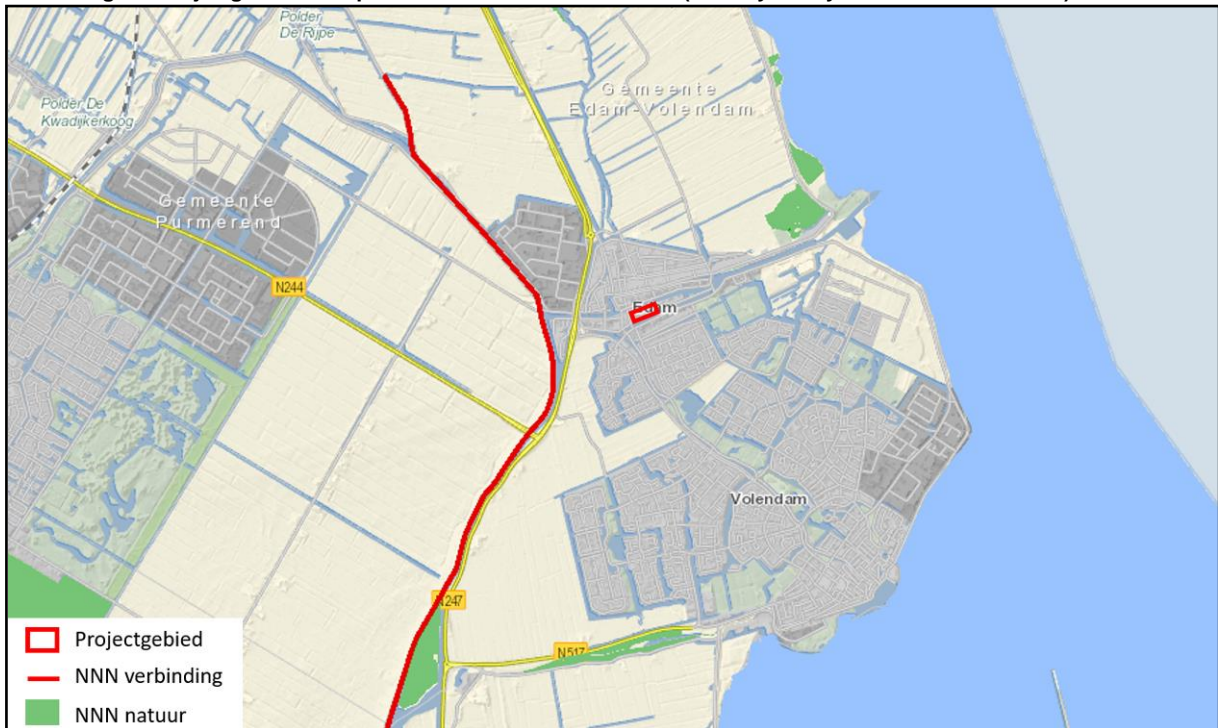 Polder
De Rijpe
Gemeente
Edam-Volendam
Polder De
Kwadijkerkoog
Gemeente
Purmerend
N244
Edam
Volendam
N247
N517
Projectgebied
NNN verbinding
NNN natuur